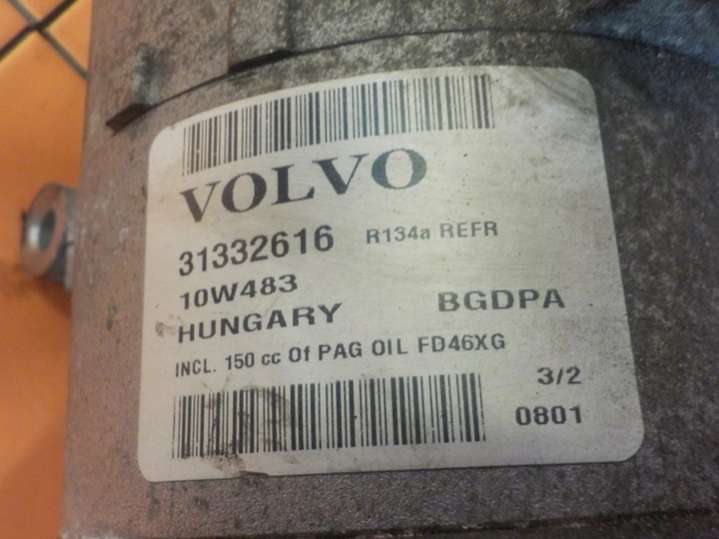 VOLVO
31332616 R134a REFR
10W483
HUNGARY BGDPA
INCL. 150 cc Of PAG OIL FD46XG
3/2
0801